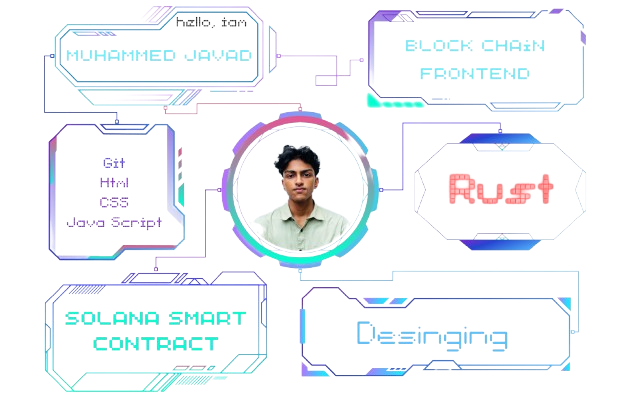 hello, iam
MUHAMMED JAVAD
BLOCK CHAiN
FRONTEND
Git
Html
CSS
Java Script
Rust
SOLANA SMART
CONTRACT
Desinging